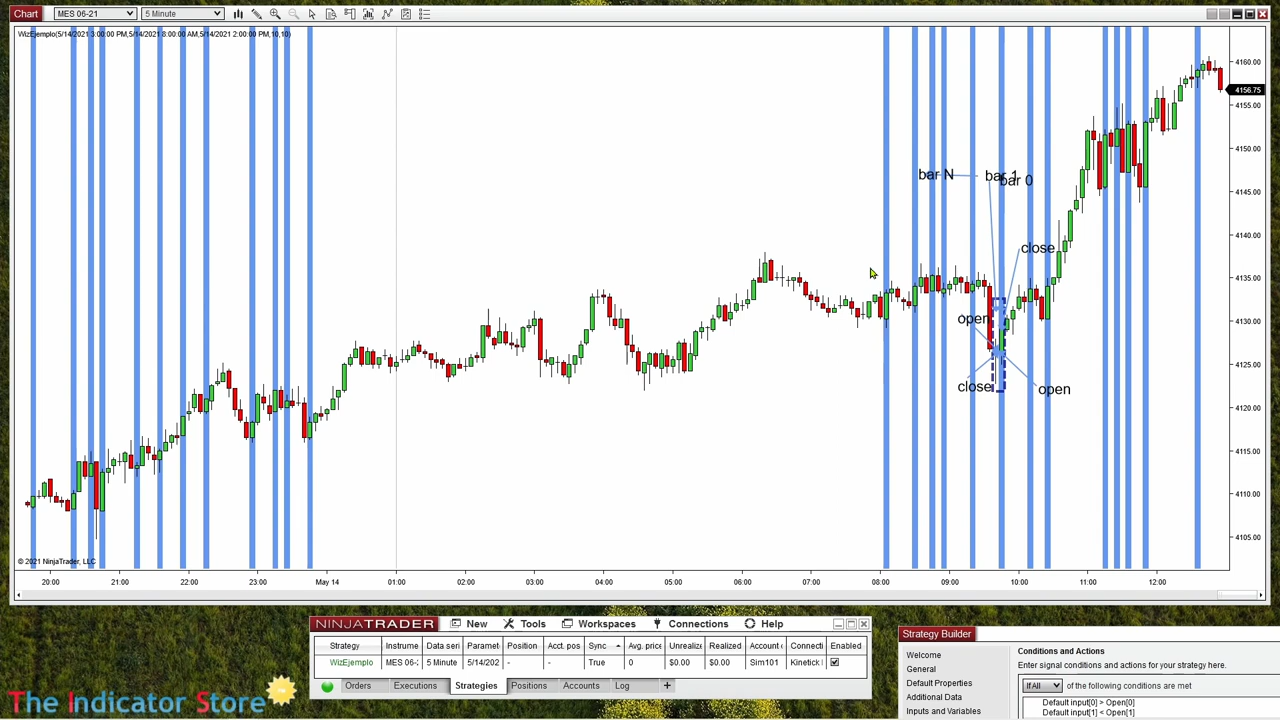 Chart MES 06-21 5 Minute
WizEjemplo(5/14/2021 3:00:00 PM,5/14/2021 8:00:00 AM,5/14/2021 2:00:00 PM,10,10)
4160.00
4156.75
4155.00
4150.00
4145.00
4140.00
4135.00
4130.00
4125.00
4120.00
4115.00
4110.00
4105.00
bar N
bar 1
bar 0
close
open
close
open
© 2021 NinjaTrader, LLC
20:00 21:00 22:00 23:00 May 14 01:00 02:00 03:00 04:00 05:00 06:00 07:00 08:00 09:00 10:00 11:00 12:00
NINJATRADER New Tools Workspaces Connections Help
Strategy Instrume Data seri Paramet Position Acct. pos Sync Avg. price Unrealize Realized Account Connecti Enabled
WizEjemplo MES 06- 5 Minute 5/14/202 - - True 0 $0.00 $0.00 Sim101 Kinetick
Orders Executions Strategies Positions Accounts Log +
Strategy Builder
Welcome
General
Default Properties
Additional Data
Inputs and Variables
Conditions and Actions
Enter signal conditions and actions for your strategy here.
If All of the following conditions are met
Default input[0] > Open[0]
Default input[1] < Open[1]
The Indicator Store